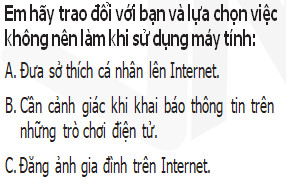 Em hãy trao đổi với bạn và lựa chọn việc
không nên làm khi sử dụng máy tính:
A. Đưa sở thích cá nhân lên Internet.
B. Cần cảnh giác khi khai báo thông tin trên
những trò chơi điện tử.
C. Đăng ảnh gia đình trên Internet.